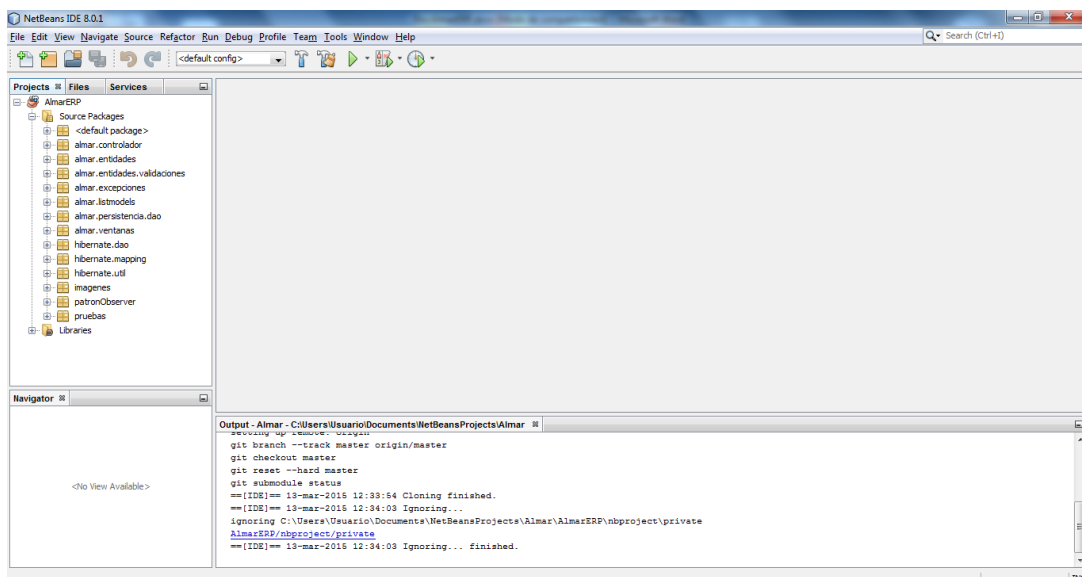 NetBeans IDE 8.0.1
File Edit View Navigate Source Refactor Run Debug Profile Team Tools Window Help
Search (Ctrl+I)
<default config>
Projects Files Services
AlmarERP
Source Packages
<default package>
almar.controlador
almar.entidades
almar.entidades.validaciones
almar.excepciones
almar.listmodels
almar.persistencia.dao
almar.ventanas
hibernate.dao
hibernate.mapping
hibernate.util
imagenes
patronObserver
pruebas
Libraries
Navigator
<No View Available>
Output - Almar - C:\Users\Usuario\Documents\NetBeansProjects\Almar
setting up remote: origin
git branch --track master origin/master
git checkout master
git reset --hard master
git submodule status
==[IDE]== 13-mar-2015 12:33:54 Cloning finished.
==[IDE]== 13-mar-2015 12:34:03 Ignoring...
ignoring C:\Users\Usuario\Documents\NetBeansProjects\Almar\AlmarERP\nbproject\private
AlmarERP/nbproject/private
==[IDE]== 13-mar-2015 12:34:03 Ignoring... finished.